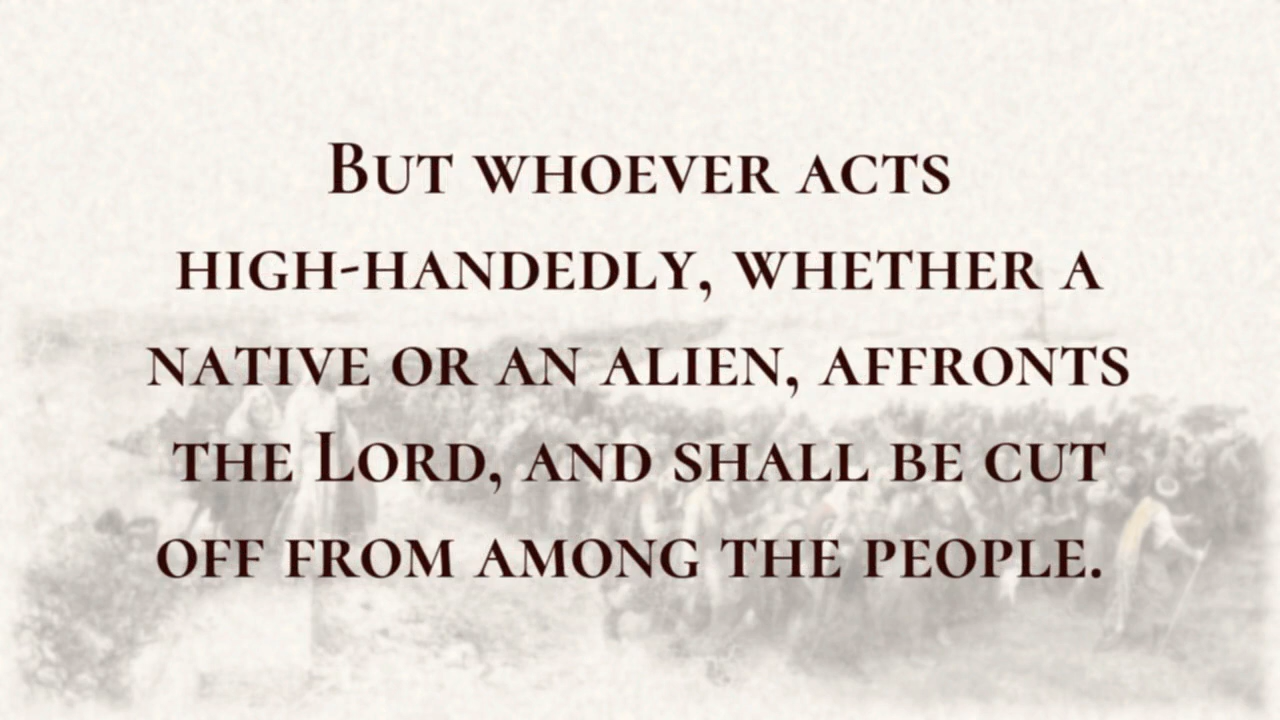 But whoever acts
high-handedly, whether a
native or an alien, affronts
the Lord, and shall be cut
off from among the people.